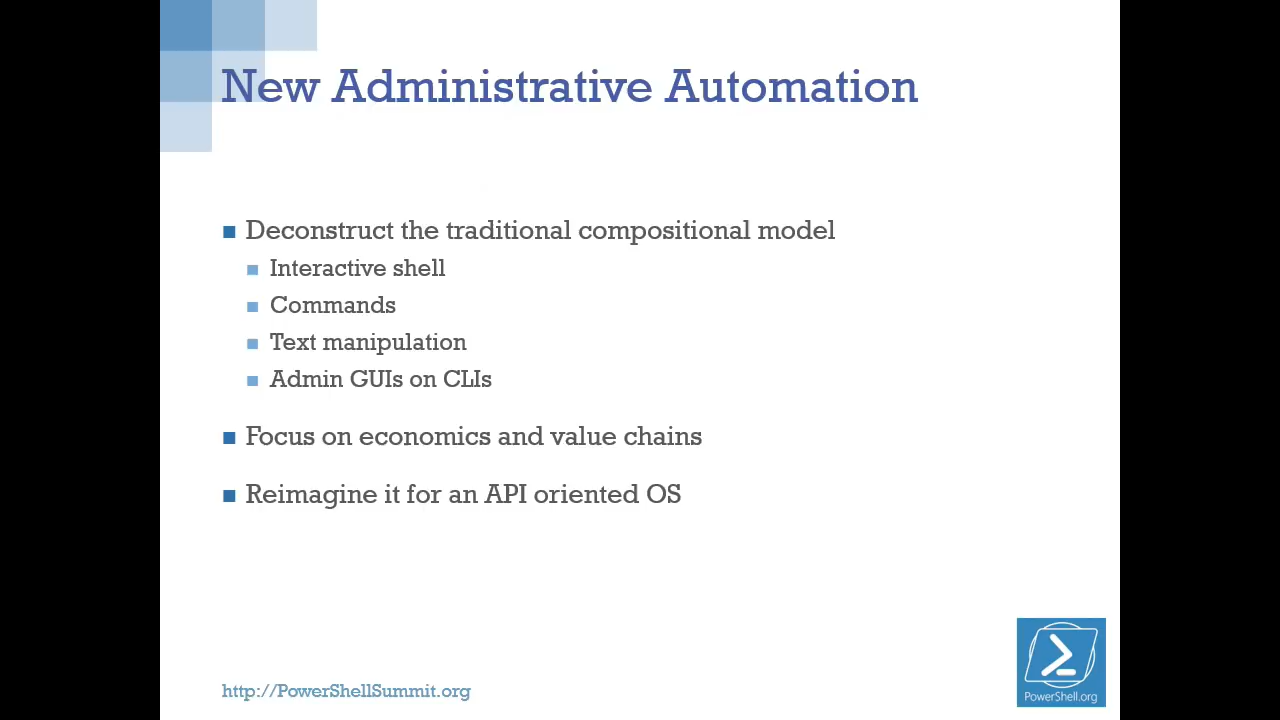 New Administrative Automation
Deconstruct the traditional compositional model
Interactive shell
Commands
Text manipulation
Admin GUIs on CLIs
Focus on economics and value chains
Reimagine it for an API oriented OS
http://PowerShellSummit.org
PowerShell.org